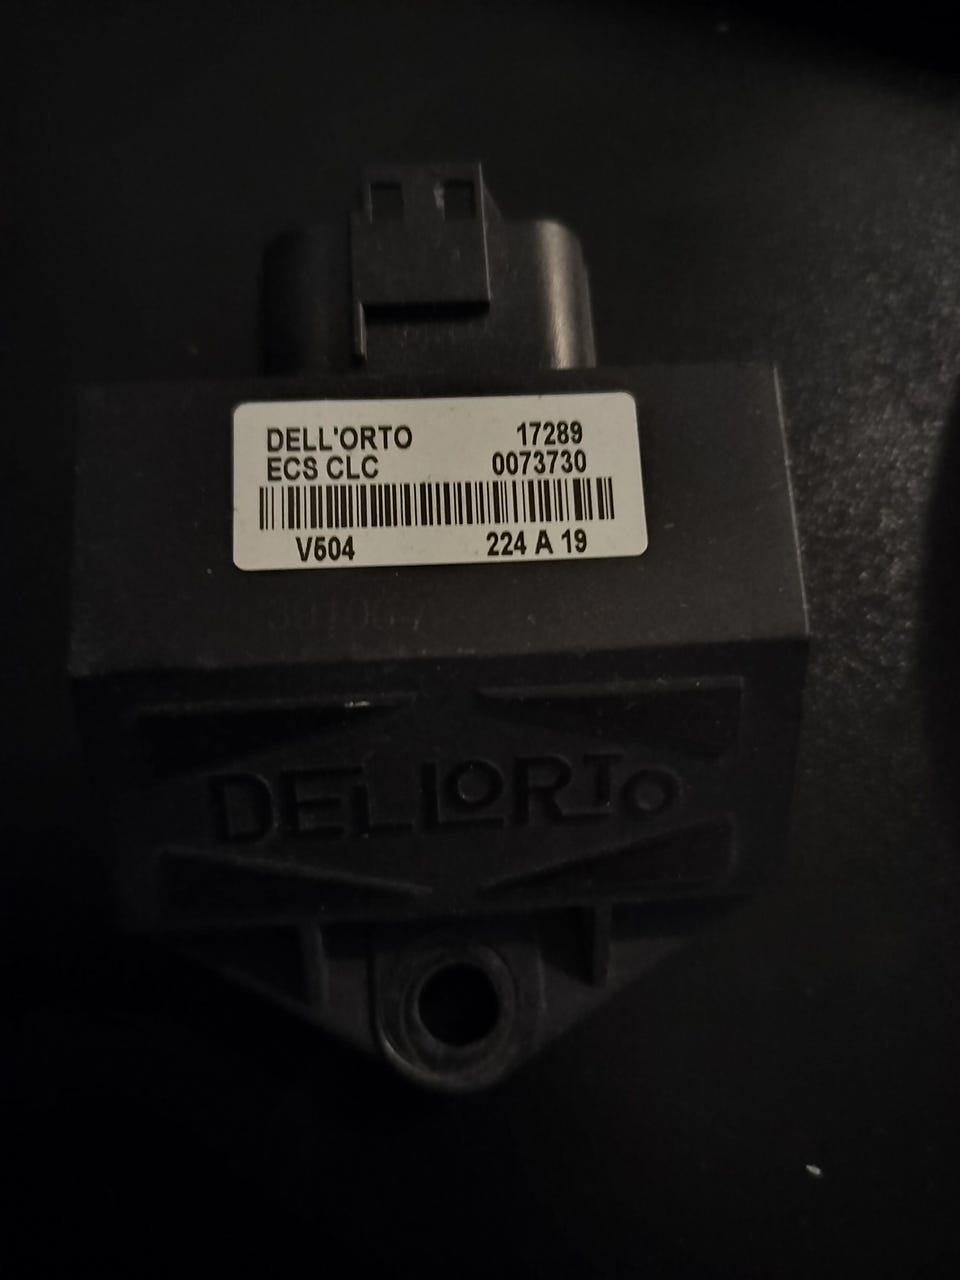 DELL'ORTO 17289
ECS CLC 0073730
V504 224 A 19
DELLORTO